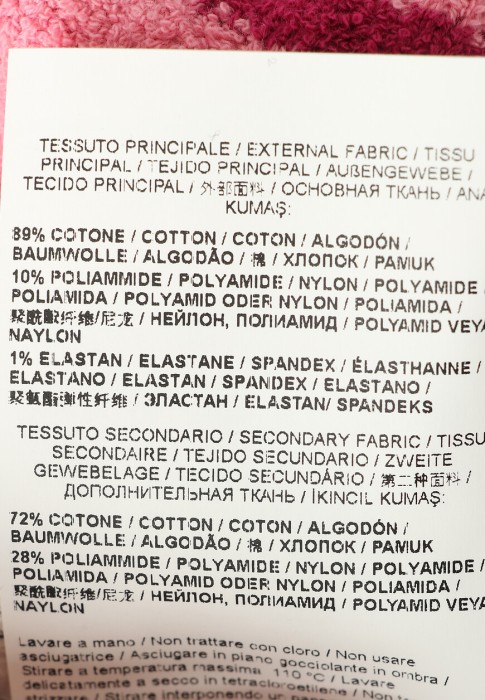 TESSUTO PRINCIPALE / EXTERNAL FABRIC / TISSU
PRINCIPAL / TEJIDO PRINCIPAL / AUßENGEWEBE /
TECIDO PRINCIPAL / 外部面料 / ОСНОВНАЯ ТКАНЬ / ANA
KUMAŞ:
89% COTONE / COTTON / COTON / ALGODÓN /
BAUMWOLLE / ALGODÃO / 棉 / ХЛОПОК / PAMUK
10% POLIAMMIDE / POLYAMIDE / NYLON / POLYAMIDE /
POLIAMIDA / POLYAMID ODER NYLON / POLIAMIDA /
聚酰胺纤维/尼龙 / НЕЙЛОН, ПОЛИАМИД / POLYAMID VEYA
NAYLON
1% ELASTAN / ELASTANE / SPANDEX / ÉLASTHANNE /
ELASTANO / ELASTAN / SPANDEX / ELASTANO /
聚氨酯弹性纤维 / ЭЛАСТАН / ELASTAN/ SPANDEKS
TESSUTO SECONDARIO / SECONDARY FABRIC / TISSU
SECONDAIRE / TEJIDO SECUNDARIO / ZWEITE
GEWEBELAGE / TECIDO SECUNDÁRIO / 第二种面料 /
ДОПОЛНИТЕЛЬНАЯ ТКАНЬ / İKINCIL KUMAŞ:
72% COTONE / COTTON / COTON / ALGODÓN /
BAUMWOLLE / ALGODÃO / 棉 / ХЛОПОК / PAMUK
28% POLIAMMIDE / POLYAMIDE / NYLON / POLYAMIDE /
POLIAMIDA / POLYAMID ODER NYLON / POLIAMIDA /
聚酰胺纤维/尼龙 / НЕЙЛОН, ПОЛИАМИД / POLYAMID VEYA
NAYLON
Lavare a mano / Non trattare con cloro / Non usare
asciugatrice / Asciugare in piano gocciolante in ombra /
Stirare a temperatura massima 110°C / Lavare
delicatamente a secco in tetracloroetilene / Non
strizzare / Stirare interponendo un